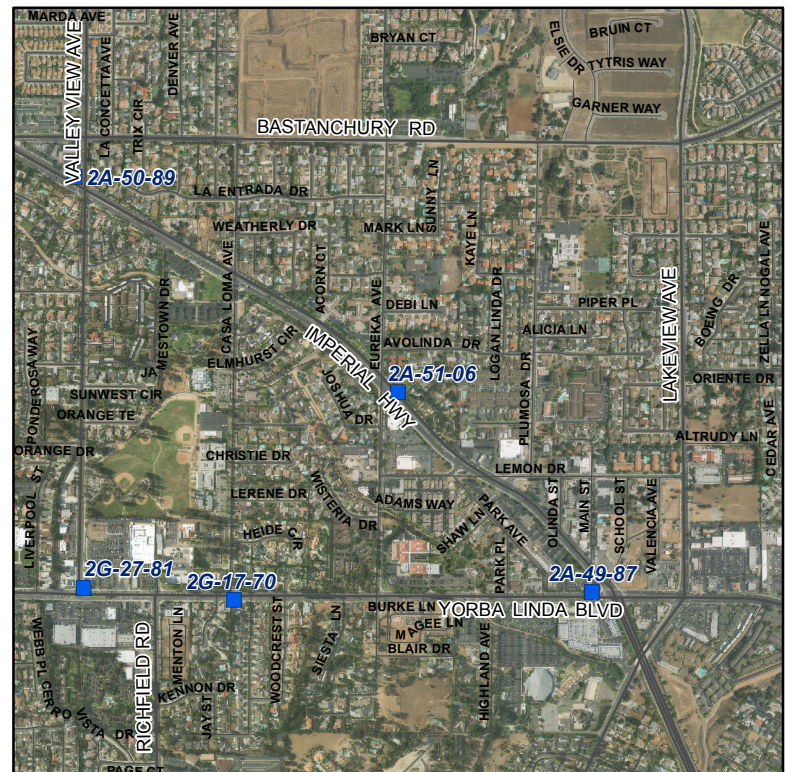 MARDA AVE
VALLEY VIEW AVE
LA CONCETTA AVE
TRIX CIR
DENVER AVE
BRYAN CT
ELSIE DR
BRUIN CT
TYTRIS WAY
GARNER WAY
BASTANCHURY RD
2A-50-89
LA ENTRADA DR
SUNNY LN
WEATHERLY DR
MARK LN
KAYE LN
CASA LOMA AVE
ACORN CT
EUREKA AVE
DEBI LN
LOGAN LINDA DR
PIPER PL
ALICIA LN
LAKEVIEW AVE
BOEING DR
ZELLA LN
NOGAL AVE
MESTOWN DR
ELMHURST CIR
IMPERIAL HWY
AVOLINDA DR
PONDEROSA WAY
JA
SUNWEST CIR
ORANGE TE
JOSHUA DR
2A-51-06
PLUMOSA DR
ORIENTE DR
CEDAR AVE
ALTRUDY LN
ORANGE DR
CHRISTIE DR
LEMON DR
LIVERPOOL ST
LERENE DR
WISTERIA DR
ADAMS WAY
SHAW LN
PARK AVE
OLINDA ST
MAIN ST
SCHOOL ST
VALENCIA AVE
HEIDE CIR
PARK PL
2G-27-81
2G-17-70
2A-49-87
BURKE LN
YORBA LINDA BLVD
WEBB PL
CERRO VISTA DR
RICHFIELD RD
MENTON LN
KENNON DR
JAY ST
WOODCREST ST
SIESTA LN
MAGEE LN
BLAIR DR
HIGHLAND AVE
PAGE CT